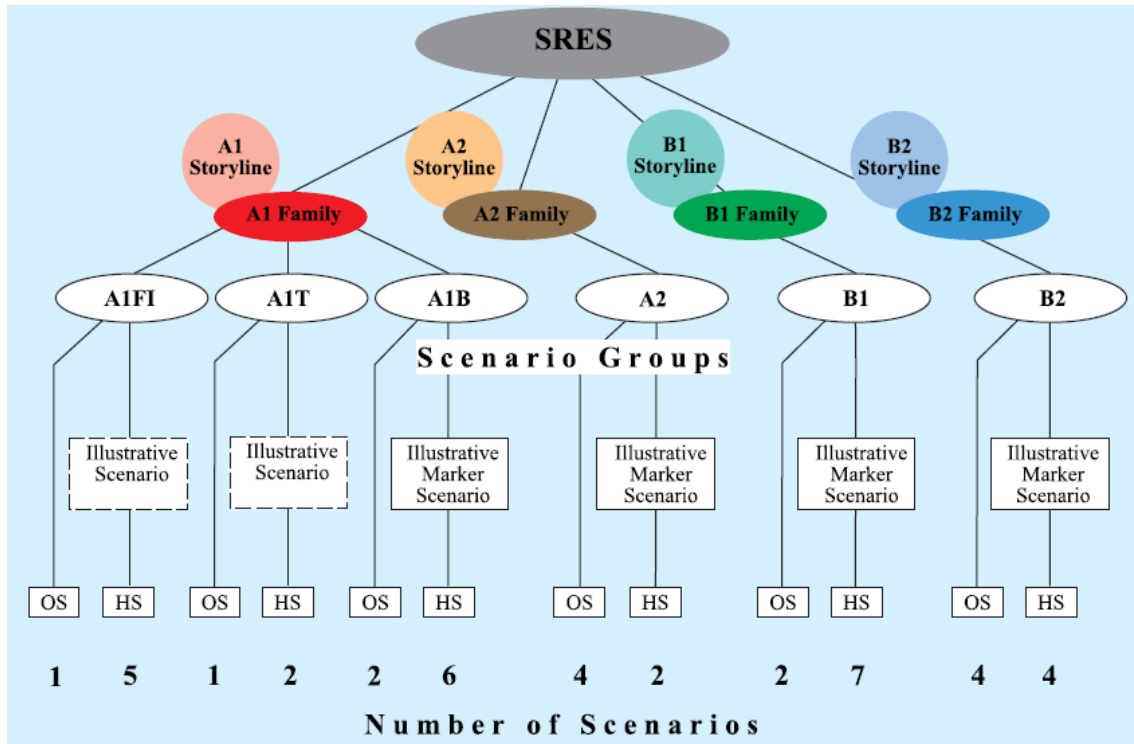 SRES
A1
Storyline
A2
Storyline
B1
Storyline
B2
Storyline
A1 Family
A2 Family
B1 Family
B2 Family
A1FI
A1T
A1B
A2
B1
B2
Scenario Groups
Illustrative
Scenario
Illustrative
Scenario
Illustrative
Marker
Scenario
Illustrative
Marker
Scenario
Illustrative
Marker
Scenario
Illustrative
Marker
Scenario
OS HS OS HS OS HS OS HS OS HS OS HS
1 5 1 2 2 6 4 2 2 7 4 4
Number of Scenarios